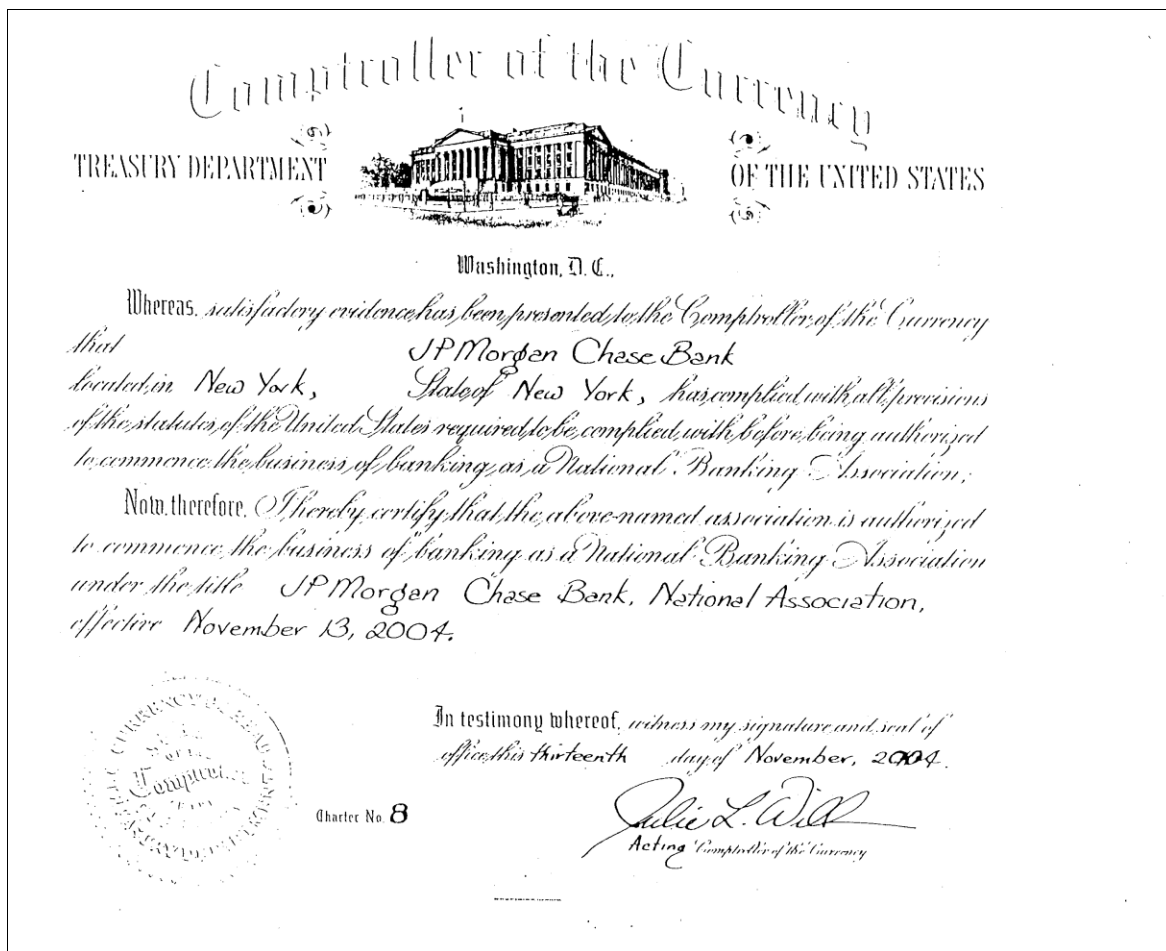 Comptroller of the Currency
TREASURY DEPARTMENT OF THE UNITED STATES
Washington, D. C.,
Whereas, satisfactory evidence has been presented to the Comptroller of the Currency
that JPMorgan Chase Bank
located in New York, State of New York, has complied with all provisions
of the statutes of the United States required to be complied with before being authorized
to commence the business of banking as a National Banking Association;
Now, therefore, I hereby certify that the above-named association is authorized
to commence the business of banking as a National Banking Association
under the title JPMorgan Chase Bank, National Association,
effective November 13, 2004.
In testimony whereof, witness my signature and seal of
office this thirteenth day of November, 2004.
Charter No. 8
Julie L. Will
Acting Comptroller of the Currency
CURRENCY BUREAU
Comptroller